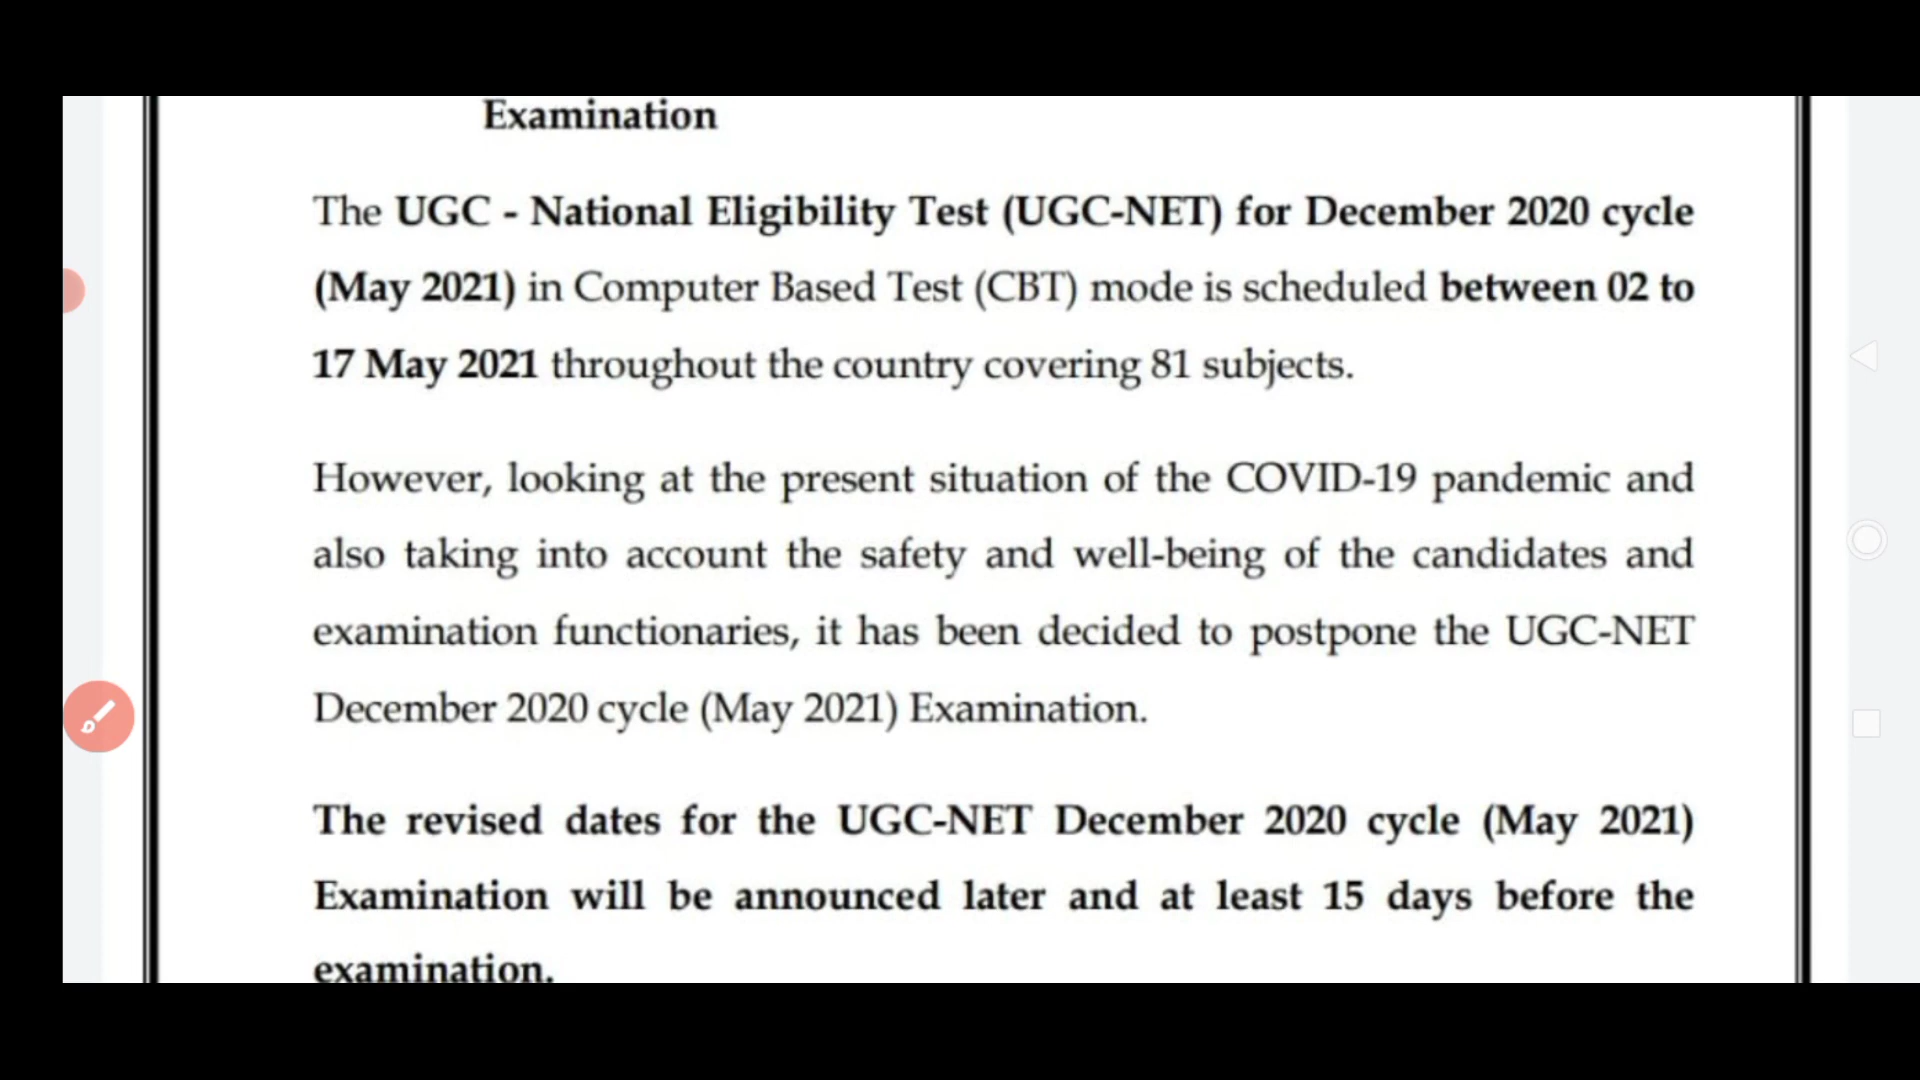 Examination
The UGC - National Eligibility Test (UGC-NET) for December 2020 cycle
(May 2021) in Computer Based Test (CBT) mode is scheduled between 02 to
17 May 2021 throughout the country covering 81 subjects.
However, looking at the present situation of the COVID-19 pandemic and
also taking into account the safety and well-being of the candidates and
examination functionaries, it has been decided to postpone the UGC-NET
December 2020 cycle (May 2021) Examination.
The revised dates for the UGC-NET December 2020 cycle (May 2021)
Examination will be announced later and at least 15 days before the
examination.